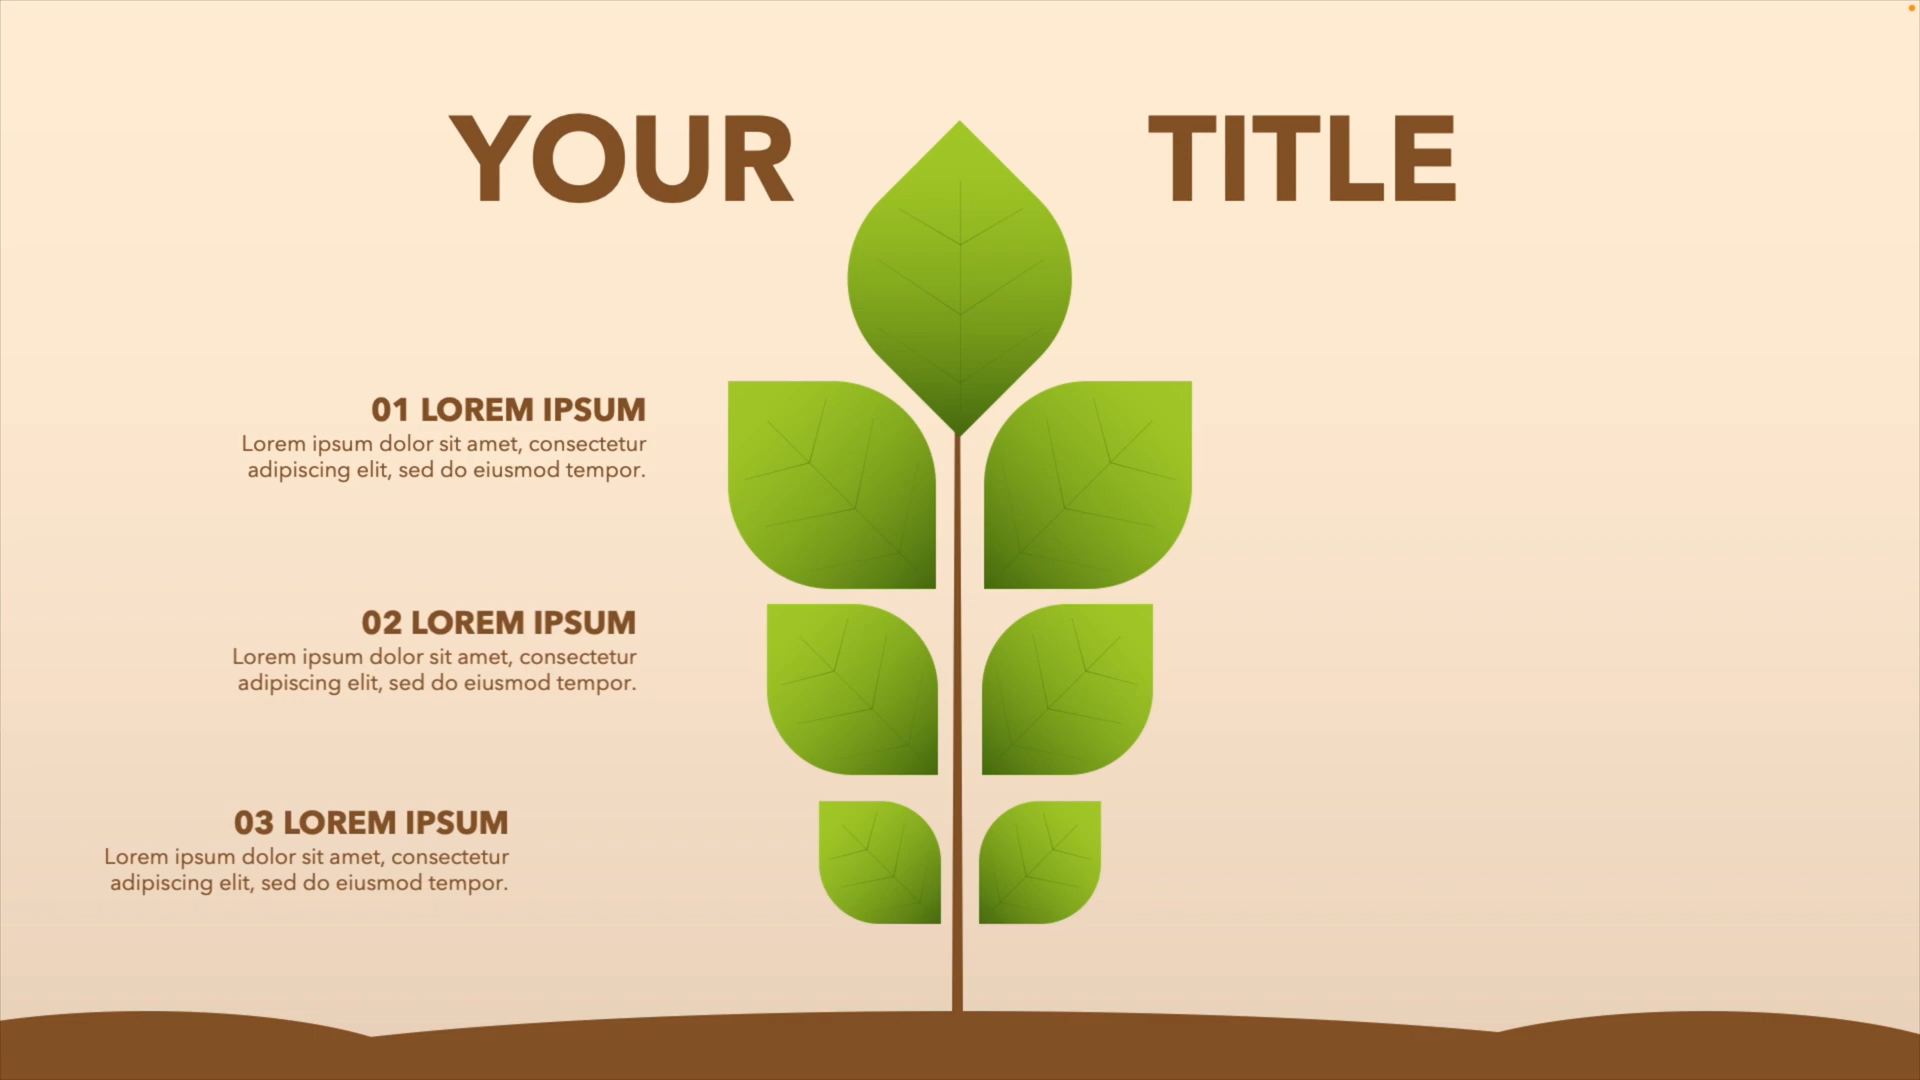 YOUR TITLE
01 LOREM IPSUM
Lorem ipsum dolor sit amet, consectetur
adipiscing elit, sed do eiusmod tempor.
02 LOREM IPSUM
Lorem ipsum dolor sit amet, consectetur
adipiscing elit, sed do eiusmod tempor.
03 LOREM IPSUM
Lorem ipsum dolor sit amet, consectetur
adipiscing elit, sed do eiusmod tempor.